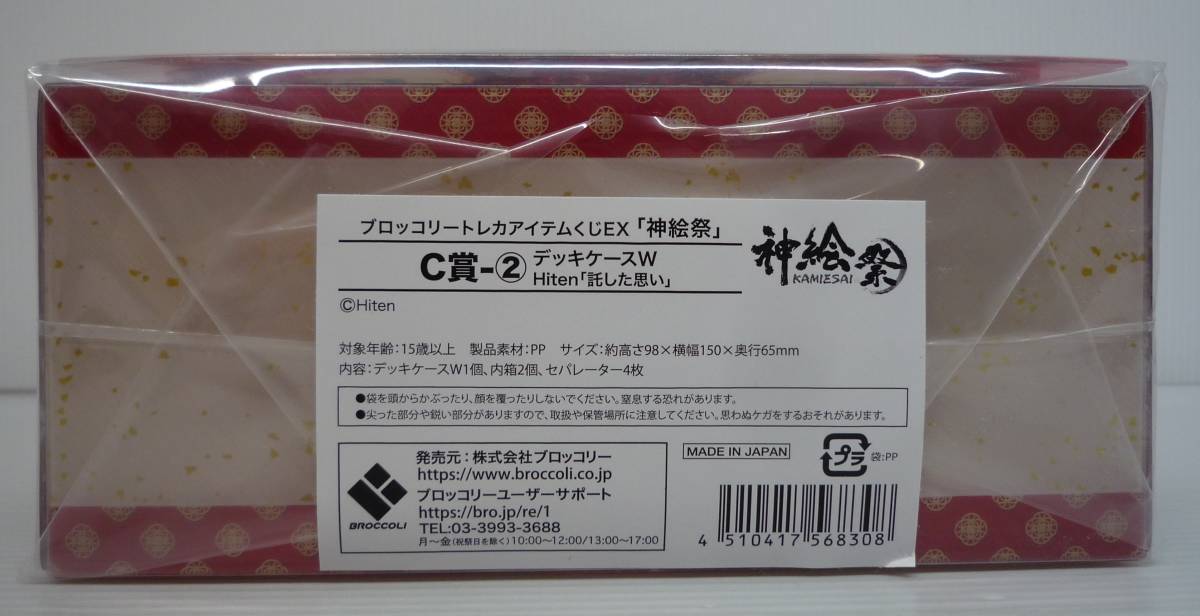 ブロッコリートレカアイテムくじEX「神絵祭」
C賞-② デッキケースW
Hiten「託した思い」
神絵祭
KAMIESAI
©Hiten
対象年齢:15歳以上 製品素材:PP サイズ:約高さ98×横幅150×奥行65mm
内容:デッキケースW1個、内箱2個、セパレーター4枚
●袋を頭からかぶったり、顔を覆ったりしないでください。窒息する恐れがあります。
●尖った部分や鋭い部分がありますので、取扱や保管場所に注意してください。思わぬケガをするおそれがあります。
BROCCOLI
発売元:株式会社ブロッコリー
https://www.broccoli.co.jp
ブロッコリーユーザーサポート
https://bro.jp/re/1
TEL:03-3993-3688
月〜金(祝祭日を除く)10:00〜12:00/13:00〜17:00
MADE IN JAPAN
プラ 袋:PP
4 510417 568308